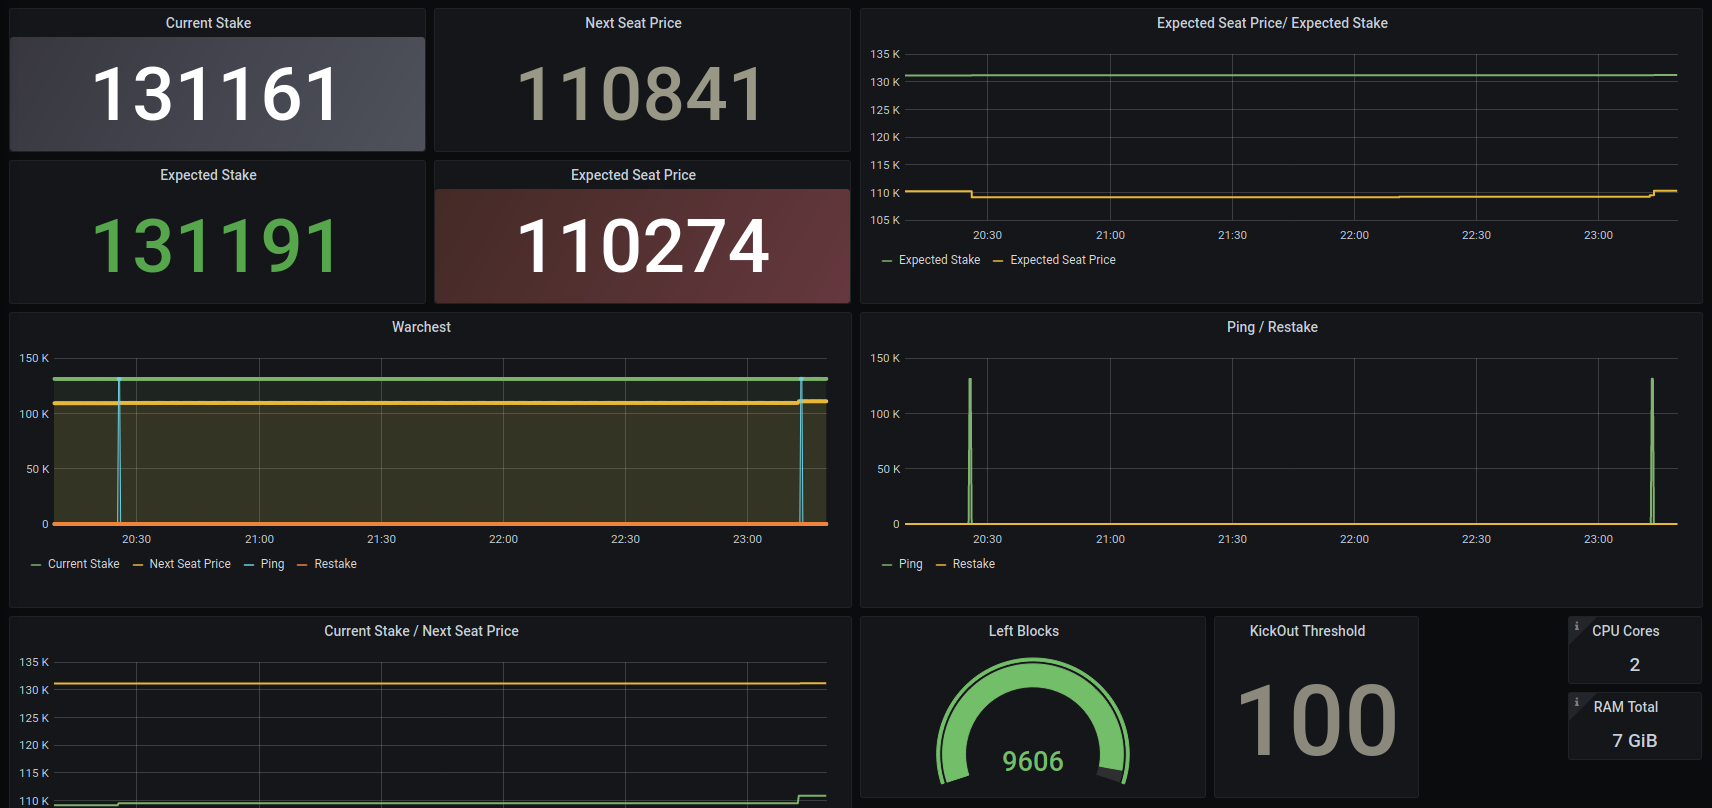 Current Stake
131161
Next Seat Price
110841
Expected Stake
131191
Expected Seat Price
110274
Expected Seat Price/ Expected Stake
135 K
130 K
125 K
120 K
115 K
110 K
105 K
20:30 21:00 21:30 22:00 22:30 23:00
Expected Stake Expected Seat Price
Warchest
150 K
100 K
50 K
0
20:30 21:00 21:30 22:00 22:30 23:00
Current Stake Next Seat Price Ping Restake
Ping / Restake
150 K
100 K
50 K
0
20:30 21:00 21:30 22:00 22:30 23:00
Ping Restake
Current Stake / Next Seat Price
135 K
130 K
125 K
120 K
115 K
110 K
Left Blocks
9606
KickOut Threshold
100
i
CPU Cores
2
i
RAM Total
7 GiB